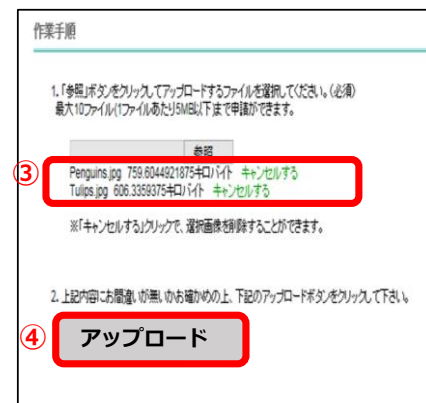 作業手順
1.「参照」ボタンをクリックしてアップロードするファイルを選択してください。(必須)
最大10ファイル(1ファイルあたり5MB以下)まで申請ができます。
参照
③
Penguins.jpg 759.6044921875キロバイト キャンセルする
Tulips.jpg 606.3359375キロバイト キャンセルする
※「キャンセルする」クリックで、選択画像を削除することができます。
2. 上記内容にお間違いが無いかお確かめの上、下記のアップロードボタンをクリックして下さい。
④ アップロード